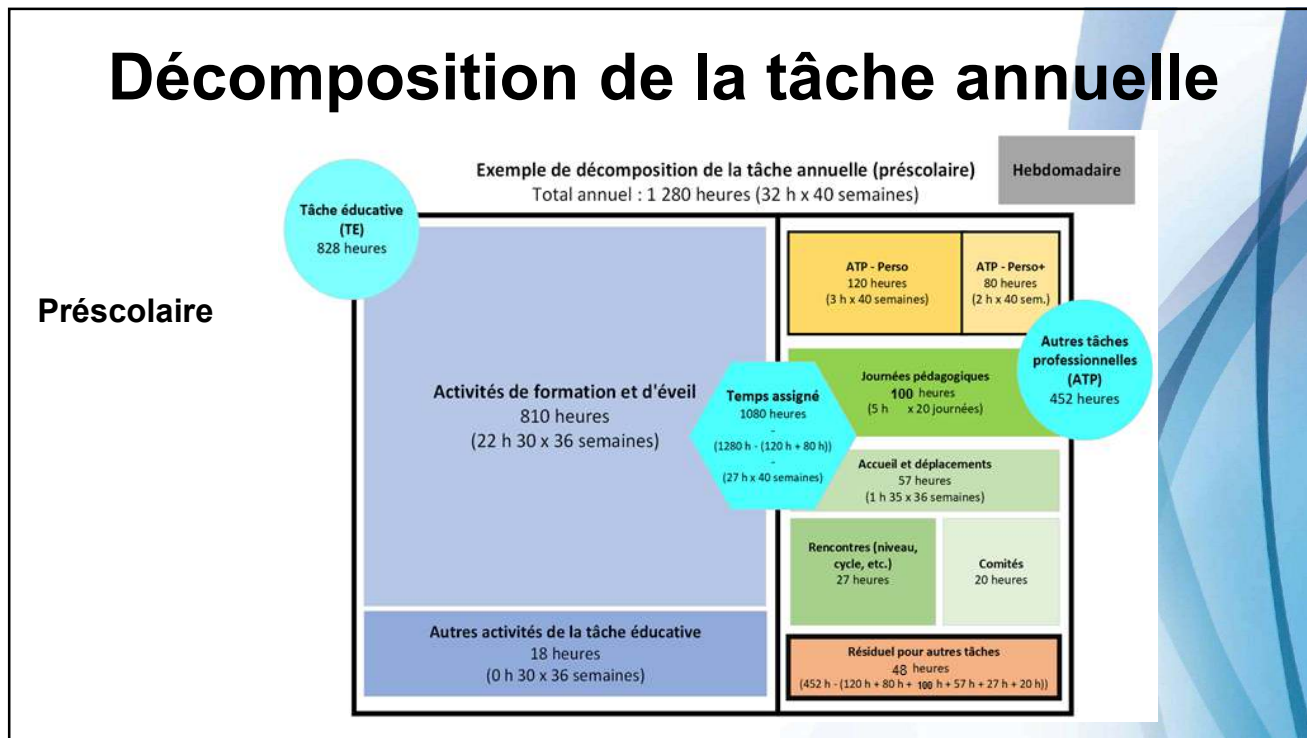 Décomposition de la tâche annuelle
Exemple de décomposition de la tâche annuelle (préscolaire)
Total annuel : 1 280 heures (32 h x 40 semaines)
Hebdomadaire
Tâche éducative
(TE)
828 heures
Préscolaire
Activités de formation et d'éveil
810 heures
(22 h 30 x 36 semaines)
Autres activités de la tâche éducative
18 heures
(0 h 30 x 36 semaines)
Temps assigné
1080 heures
-
(1280 h - (120 h + 80 h))
-
(27 h x 40 semaines)
ATP - Perso
120 heures
(3 h x 40 semaines)
ATP - Perso+
80 heures
(2 h x 40 sem.)
Autres tâches
professionnelles
(ATP)
452 heures
Journées pédagogiques
100 heures
(5 h x 20 journées)
Accueil et déplacements
57 heures
(1 h 35 x 36 semaines)
Rencontres (niveau,
cycle, etc.)
27 heures
Comités
20 heures
Résiduel pour autres tâches
48 heures
(452 h - (120 h + 80 h + 100 h + 57 h + 27 h + 20 h))